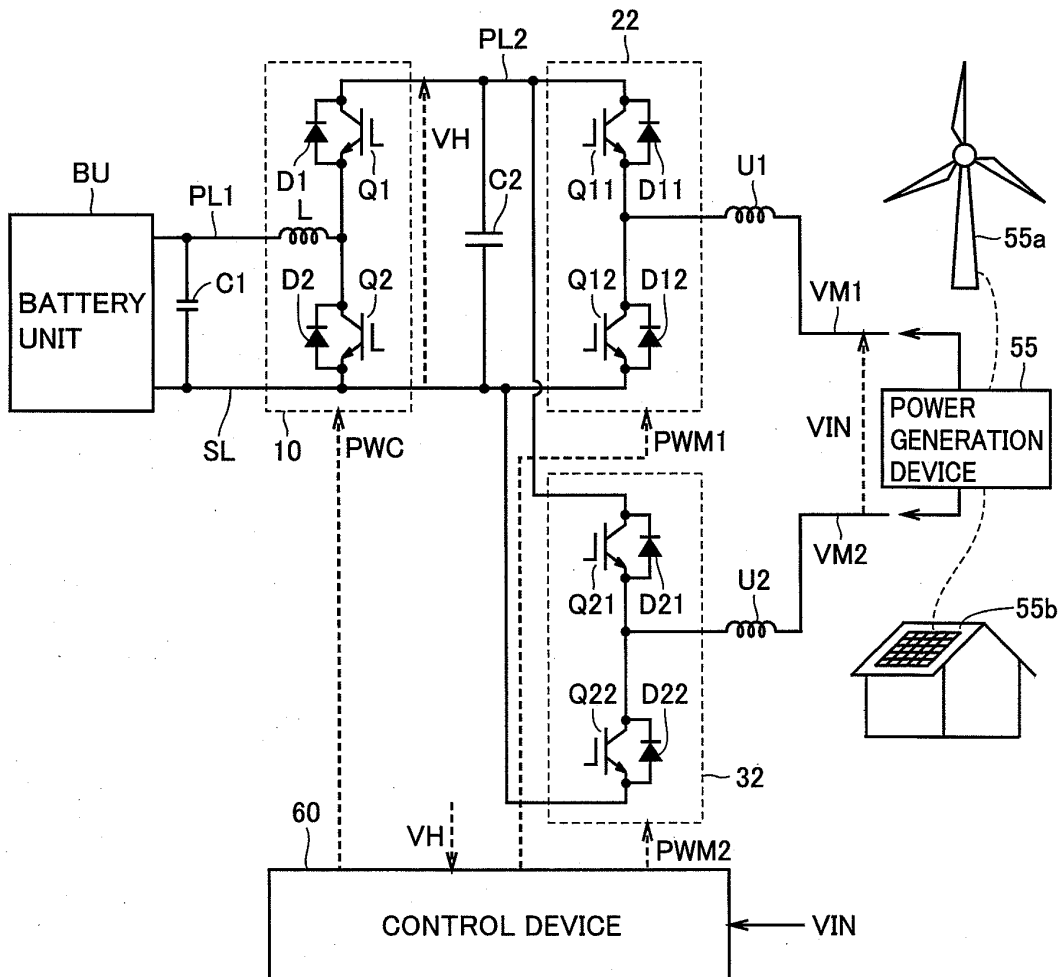 PL2
22
VH
D1
Q1
C2
Q11
D11
U1
55a
BU
PL1
L
BATTERY
UNIT
C1
D2
Q2
Q12
D12
VM1
55
POWER
GENERATION
DEVICE
VIN
SL
10
PWC
PWM1
VM2
Q21
D21
U2
55b
Q22
D22
32
60
VH
PWM2
CONTROL DEVICE
VIN